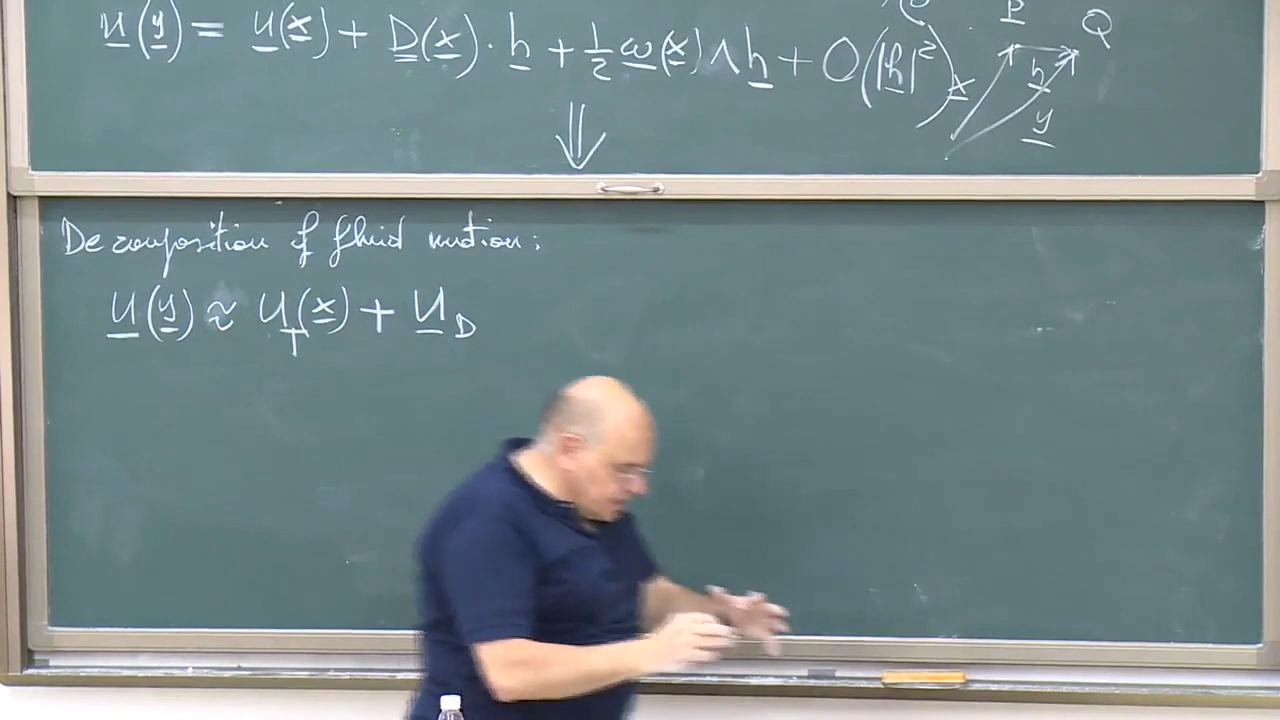 u(y) = u(x) + D(x) · h + 1/2 ω(x) ∧ h + O(|h|²)
P
Q
x
h
y
⇓
Decomposition of fluid motion:
u(y) ≈ u_T(x) + u_D